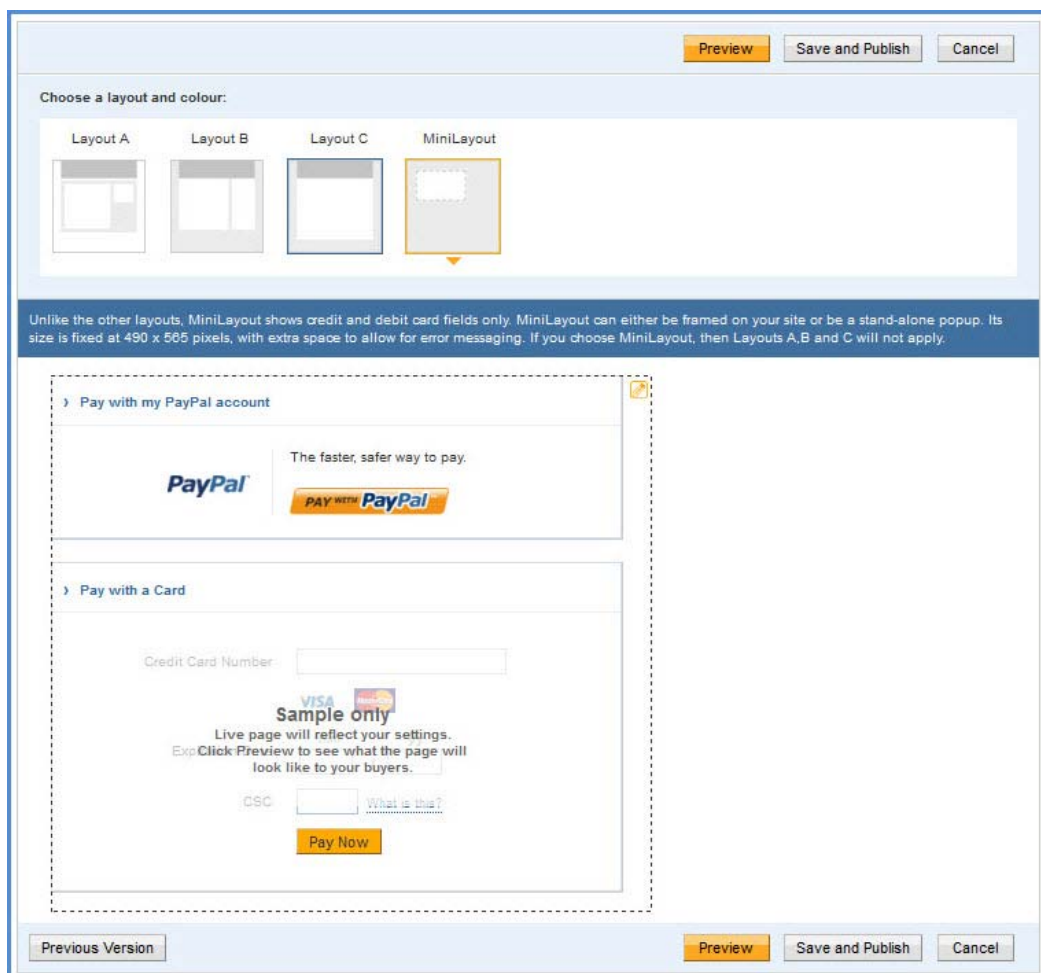 Preview Save and Publish Cancel
Choose a layout and colour:
Layout A Layout B Layout C MiniLayout
Unlike the other layouts, MiniLayout shows credit and debit card fields only. MiniLayout can either be framed on your site or be a stand-alone popup. Its
size is fixed at 490 x 565 pixels, with extra space to allow for error messaging. If you choose MiniLayout, then Layouts A,B and C will not apply.
Pay with my PayPal account
The faster, safer way to pay.
PayPal
PAY WITH PayPal
Pay with a Card
Credit Card Number
VISA MasterCard
Sample only
Live page will reflect your settings.
Click Preview to see what the page will
look like to your buyers.
CSC What is this?
Pay Now
Previous Version Preview Save and Publish Cancel